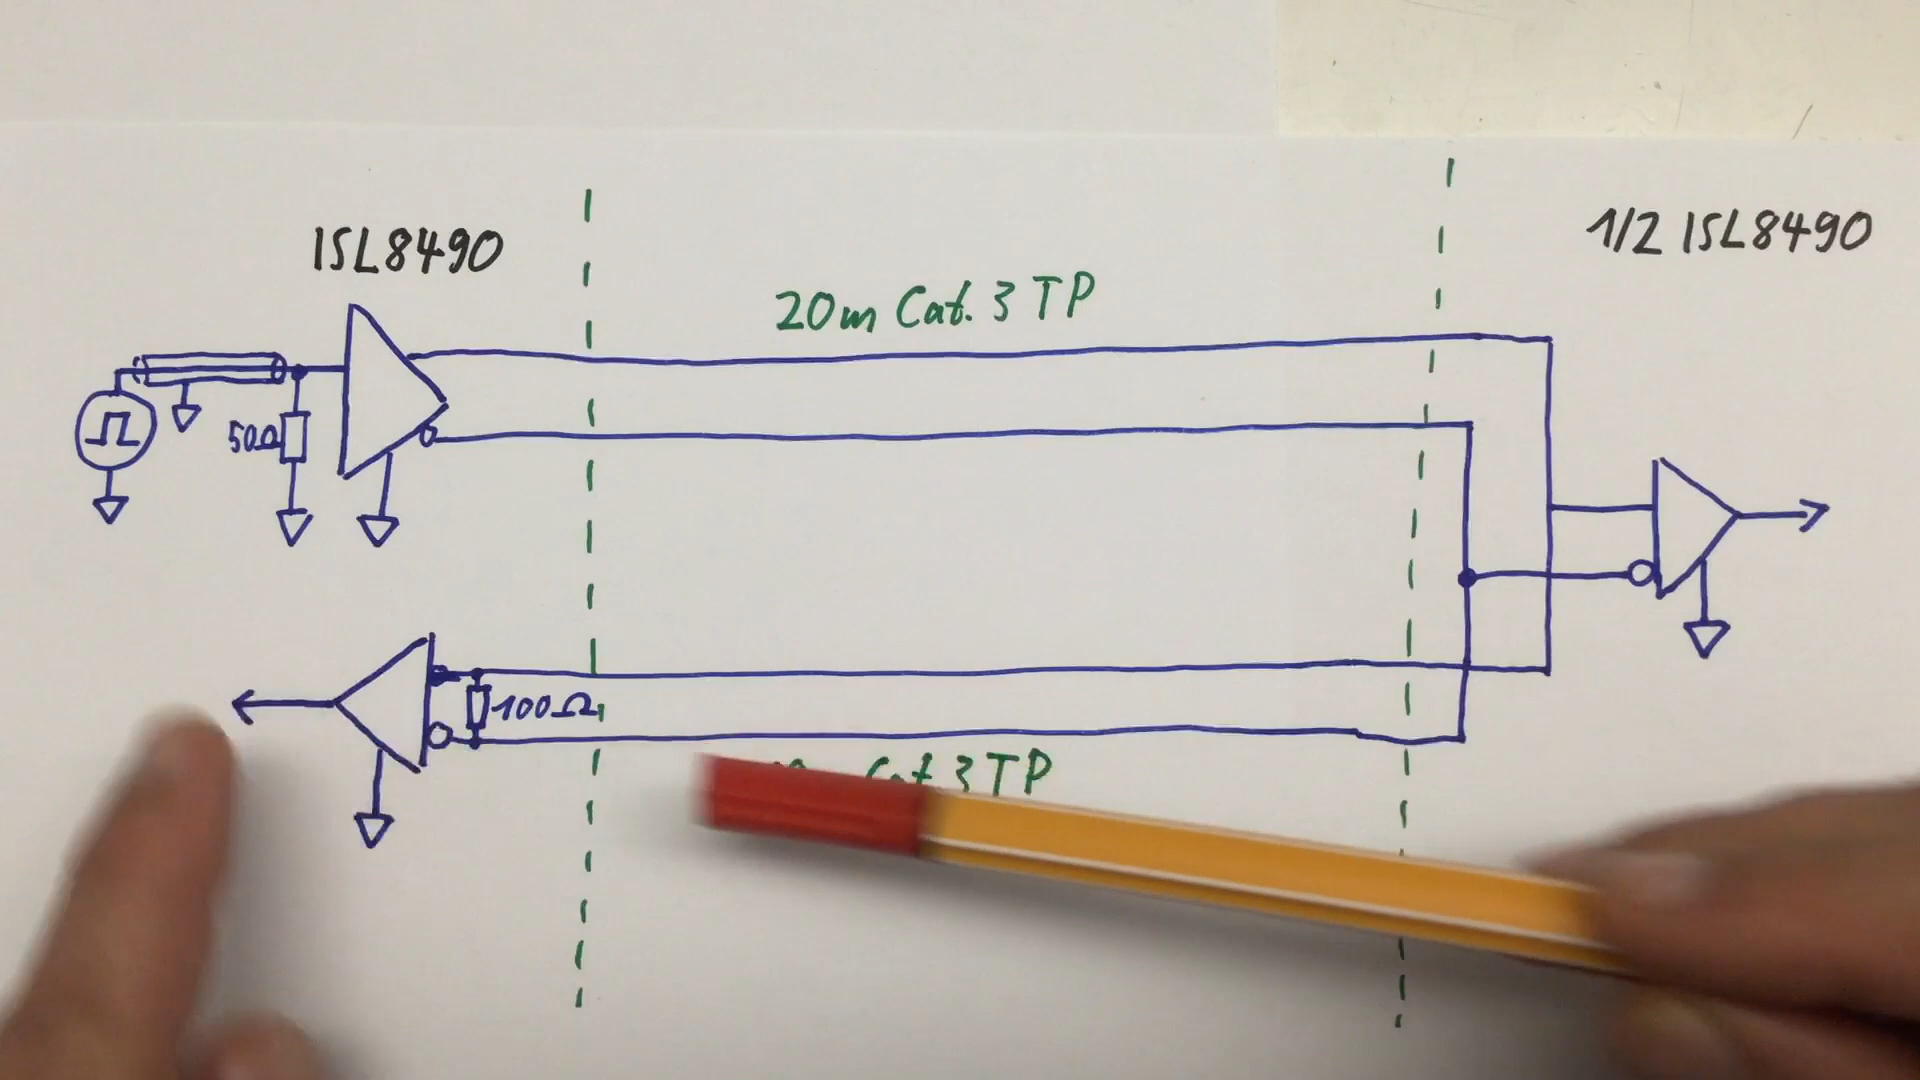 ISL8490
1/2 ISL8490
20m Cat. 3 TP
50Ω
100Ω
Cat 3 TP